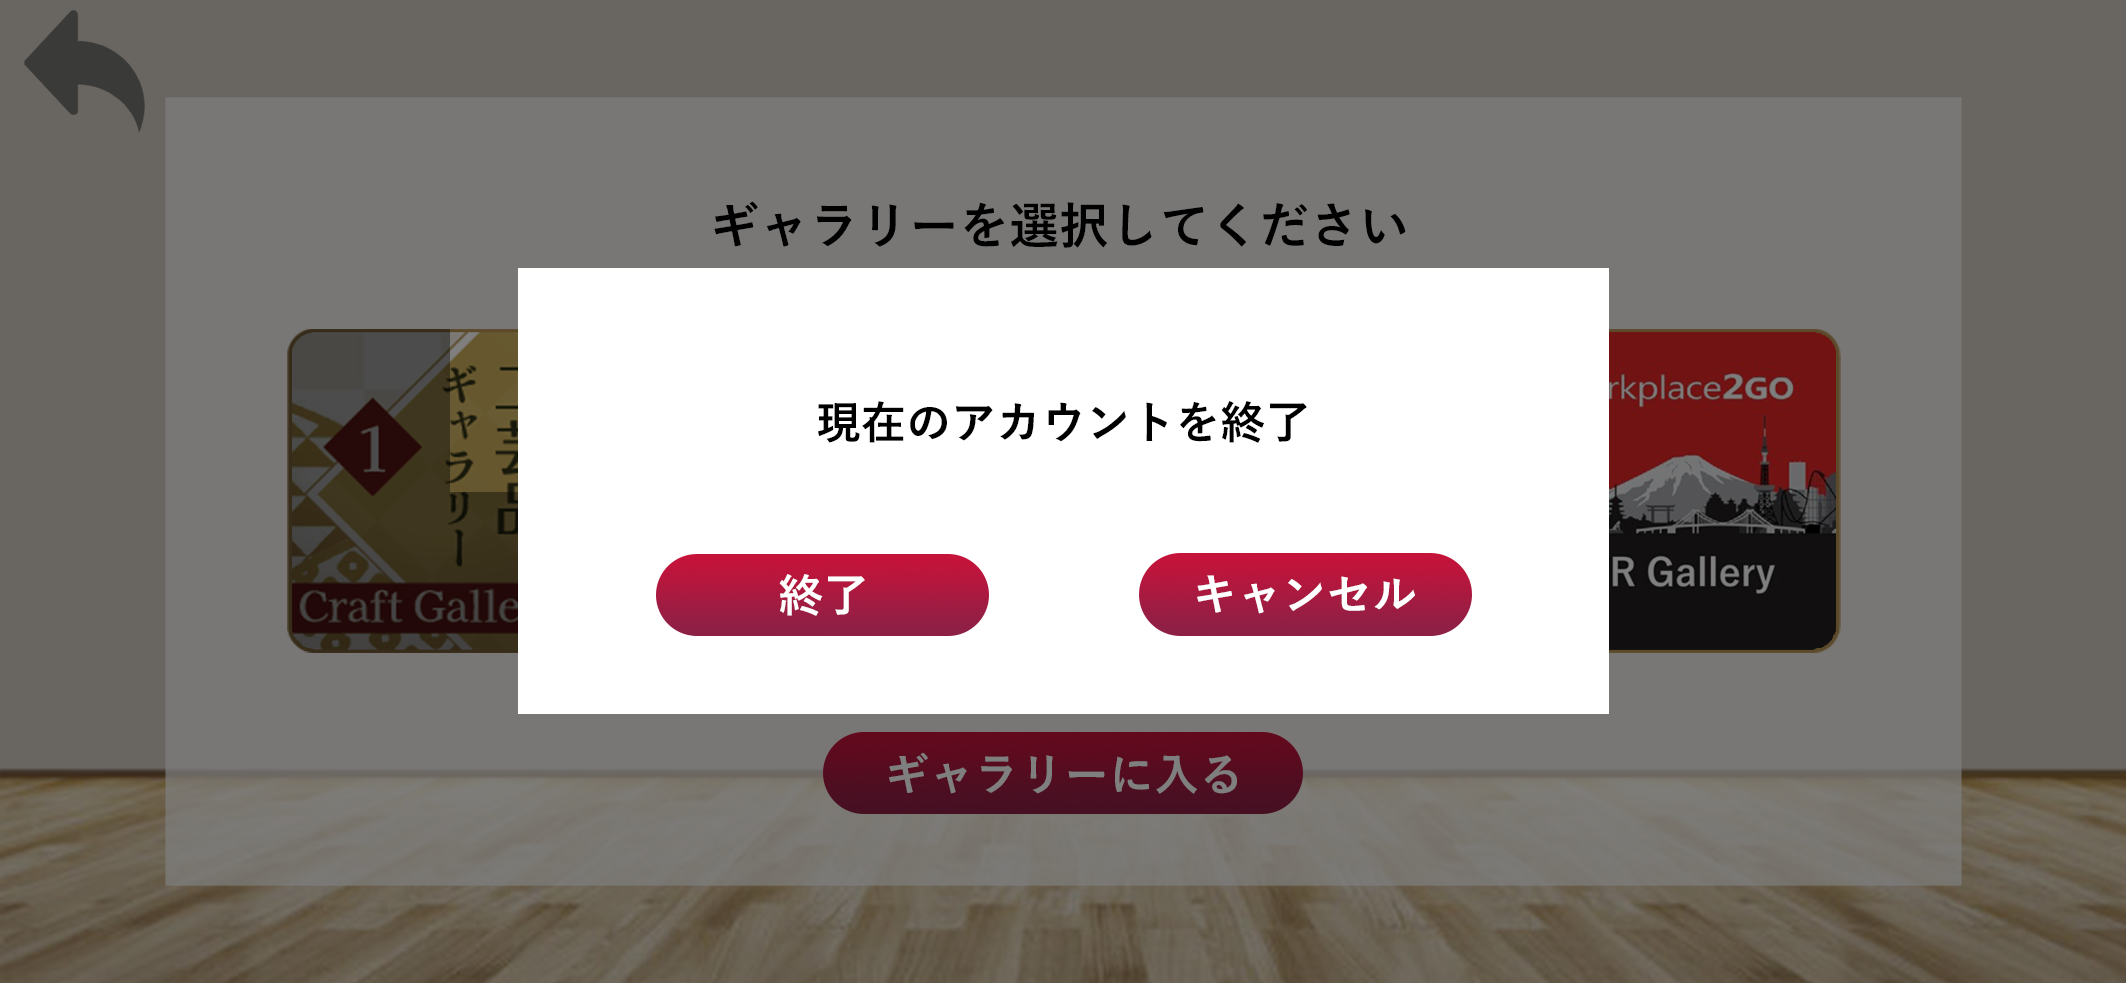 ギャラリーを選択してください
現在のアカウントを終了
終了
キャンセル
1
ギャラリー
工芸品
Craft Galle
rkplace2GO
R Gallery
ギャラリーに入る